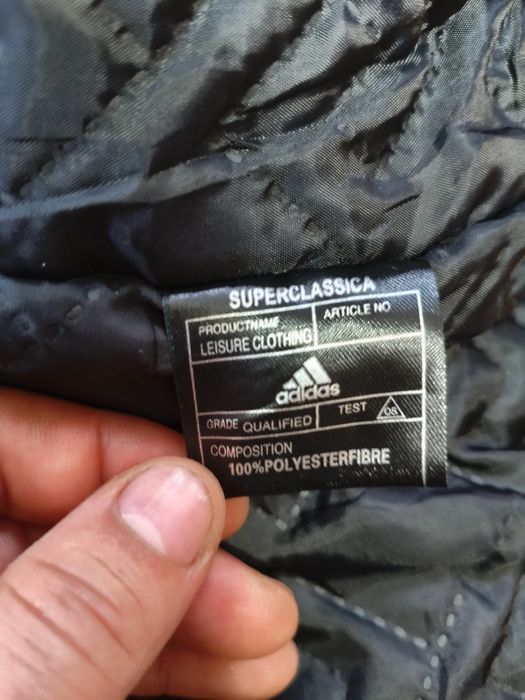 SUPERCLASSICA
PRODUCTNAME ARTICLE NO
LEISURE CLOTHING
adidas
GRADE QUALIFIED TEST QS
COMPOSITION
100%POLYESTERFIBRE